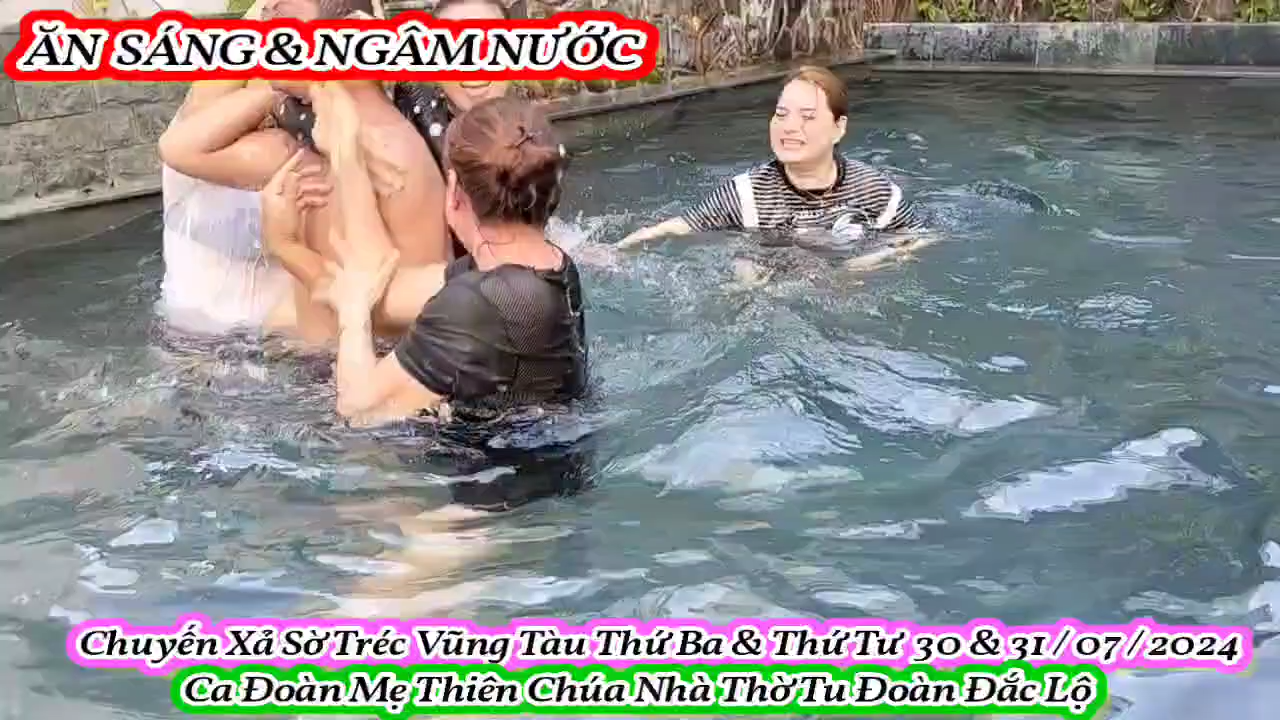 ĂN SÁNG & NGÂM NƯỚC
Chuyến Xả Sờ Tréc Vũng Tàu Thứ Ba & Thứ Tư 30 & 31 / 07 / 2024
Ca Đoàn Mẹ Thiên Chúa Nhà Thờ Tu Đoàn Đắc Lộ